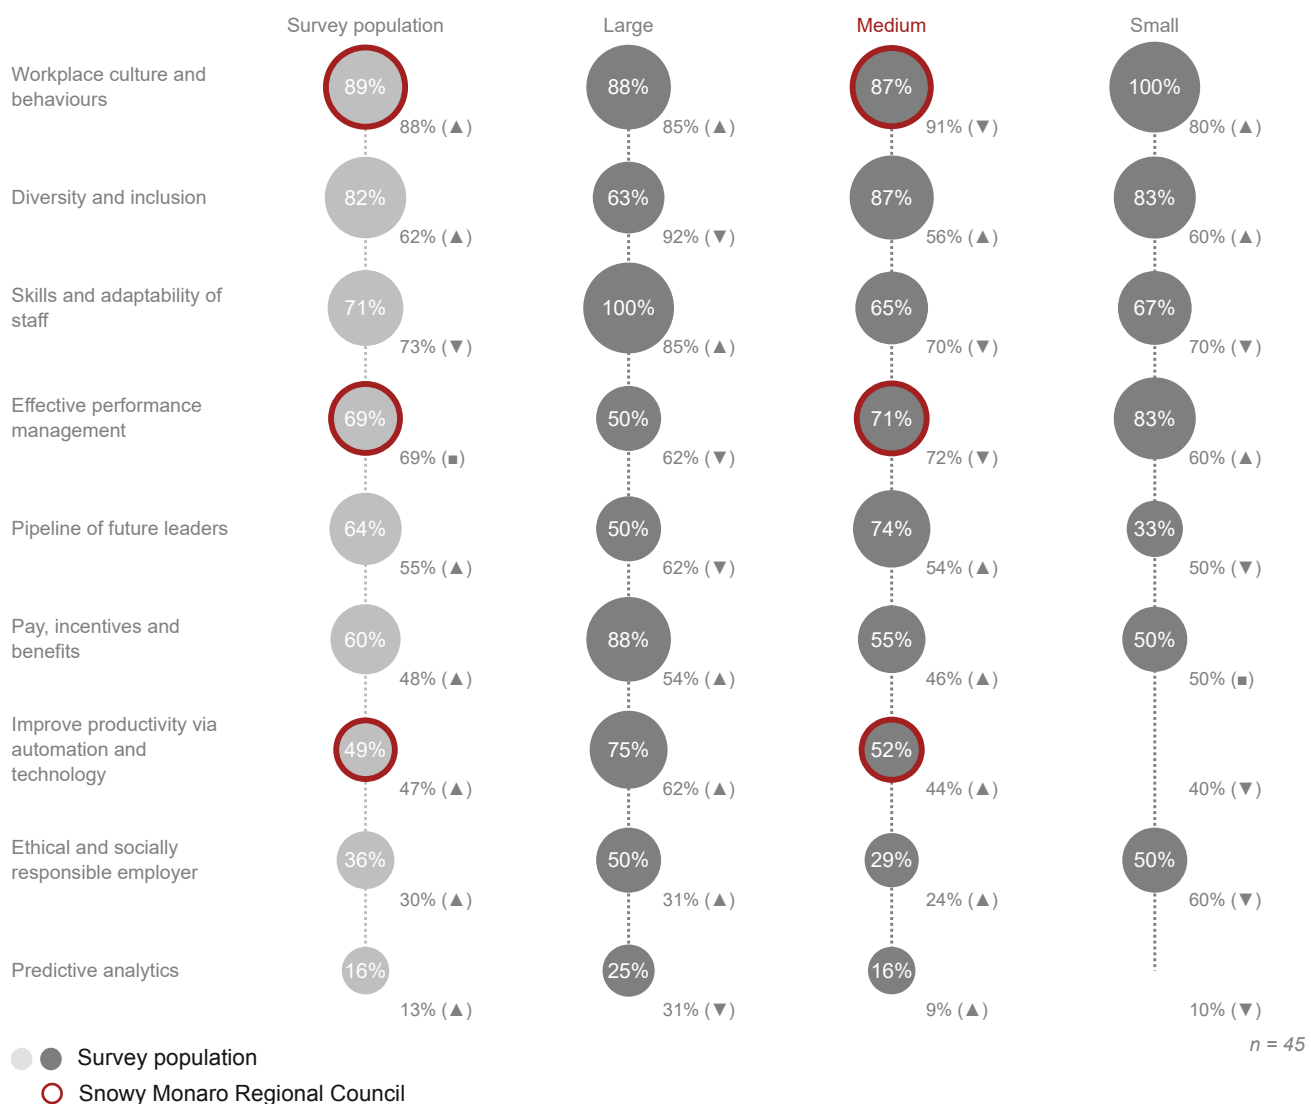 Survey population Large Medium Small
Workplace culture and
behaviours
89% 88% 87% 100%
88% (▲) 85% (▲) 91% (▼) 80% (▲)
Diversity and inclusion 82% 63% 87% 83%
62% (▲) 92% (▼) 56% (▲) 60% (▲)
Skills and adaptability of
staff
71% 100% 65% 67%
73% (▼) 85% (▲) 70% (▼) 70% (▼)
Effective performance
management
69% 50% 71% 83%
69% (■) 62% (▼) 72% (▼) 60% (▲)
Pipeline of future leaders 64% 50% 74% 33%
55% (▲) 62% (▼) 54% (▲) 50% (▼)
Pay, incentives and
benefits
60% 88% 55% 50%
48% (▲) 54% (▲) 46% (▲) 50% (■)
Improve productivity via
automation and
technology
49% 75% 52%
47% (▲) 62% (▲) 44% (▲) 40% (▼)
Ethical and socially
responsible employer
36% 50% 29% 50%
30% (▲) 31% (▲) 24% (▲) 60% (▼)
Predictive analytics 16% 25% 16%
13% (▲) 31% (▼) 9% (▲) 10% (▼)
n = 45
Survey population
Snowy Monaro Regional Council